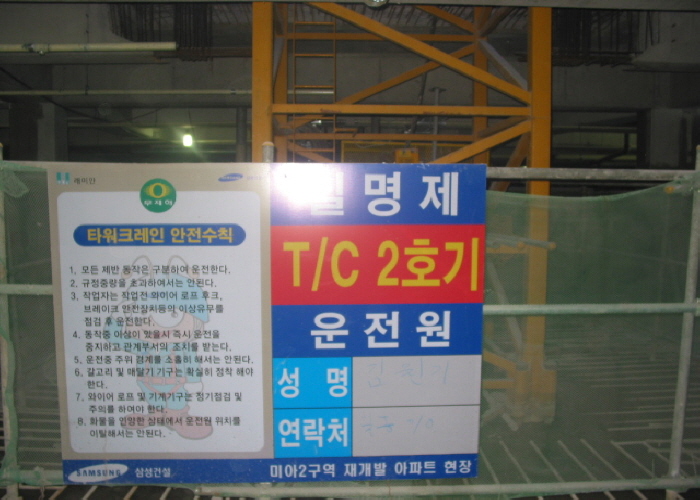 래미안
SAMSUNG
무재해
타워크레인 안전수칙
1, 모든 제반 동작은 구분하여 운전한다.
2, 규정중량을 초과하여서는 안된다.
3, 작업자는 작업전 와이어 로프 후크,
브레이크 안전장치등의 이상유무를
점검 후 운전한다.
4, 동작중 이상이 있을시 즉시 운전을
중지하고 관계부서의 조치를 받는다.
5, 운전중 주위 경계를 소홀히 해서는 안된다.
6, 갈고리 및 매달기 기구는 확실히 정착 해야
한다.
7, 와이어 로프 및 기계기구는 정기점검 및
주의를 하여야 한다.
8, 화물을 인양한 상태에서 운전원 위치를
이탈해서는 안된다.
SAMSUNG 삼성건설
실명제
T/C 2호기
운전원
성명
연락처
미아2구역 재개발 아파트 현장